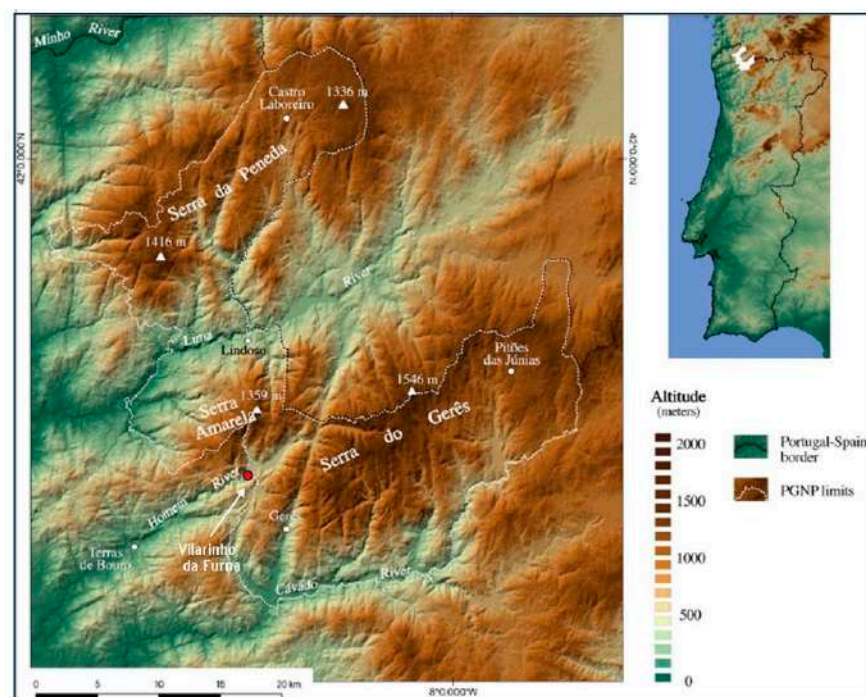 Minho River
Castro
Laboreiro
1336 m
42°0.000'N
42°0.000'N
Serra da Peneda
1416 m
River
Lima
Lindoso
Pitões
das Júnias
1546 m
1359 m
Serra
Amarela
Serra do Gerês
Homem River
Gerês
Terras
de Bouro
Vilarinho
da Furna
Cávado River
0 5 10 15 20 km
8°0.000'W
Altitude
(meters)
2000
1500
1000
500
0
Portugal-Spain
border
PGNP limits